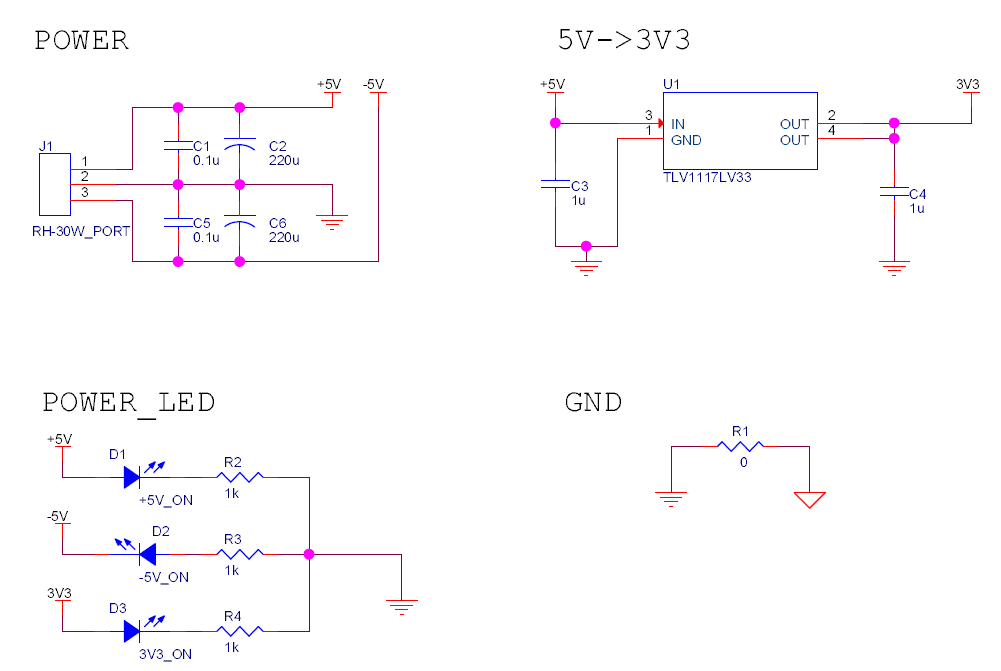 POWER
+5V -5V
J1
1
2
3
C1
0.1u
C2
220u
C5
0.1u
C6
220u
RH-30W_PORT
5V->3V3
+5V
U1
3V3
3
1
IN
GND
OUT
OUT
2
4
TLV1117LV33
C3
1u
C4
1u
POWER_LED
+5V
D1
+5V_ON
R2
1k
-5V
D2
-5V_ON
R3
1k
3V3
D3
3V3_ON
R4
1k
GND
R1
0